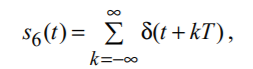 s₆(t) = ∑_{k=−∞}^{∞} δ(t + kT),